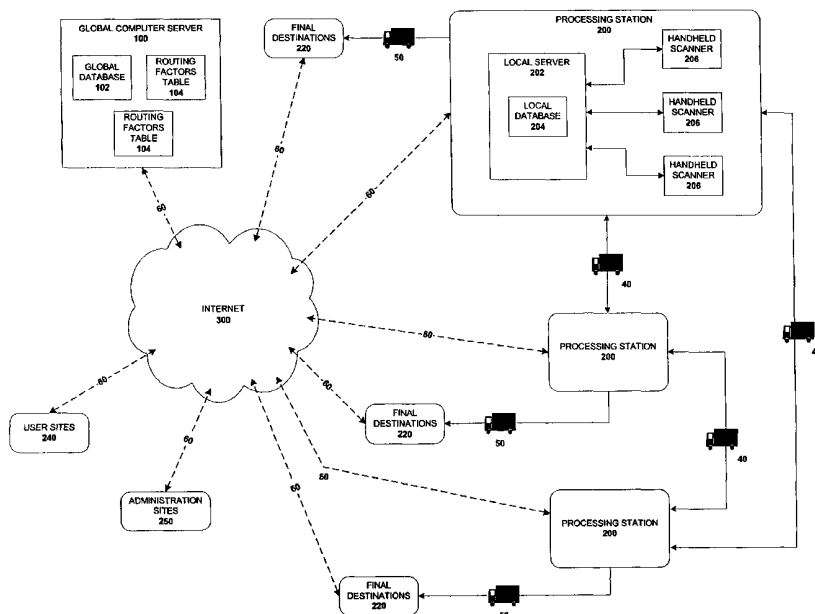 GLOBAL COMPUTER SERVER
100
GLOBAL
DATABASE
102
ROUTING
FACTORS
TABLE
104
ROUTING
FACTORS
TABLE
104
FINAL
DESTINATIONS
220
50
PROCESSING STATION
200
LOCAL SERVER
202
LOCAL
DATABASE
204
HANDHELD
SCANNER
206
HANDHELD
SCANNER
206
HANDHELD
SCANNER
206
60
60
60
40
INTERNET
300
60
PROCESSING STATION
200
4
60
FINAL
DESTINATIONS
220
50
40
60
USER SITES
240
60
ADMINISTRATION
SITES
250
60
50
PROCESSING STATION
200
FINAL
DESTINATIONS
220